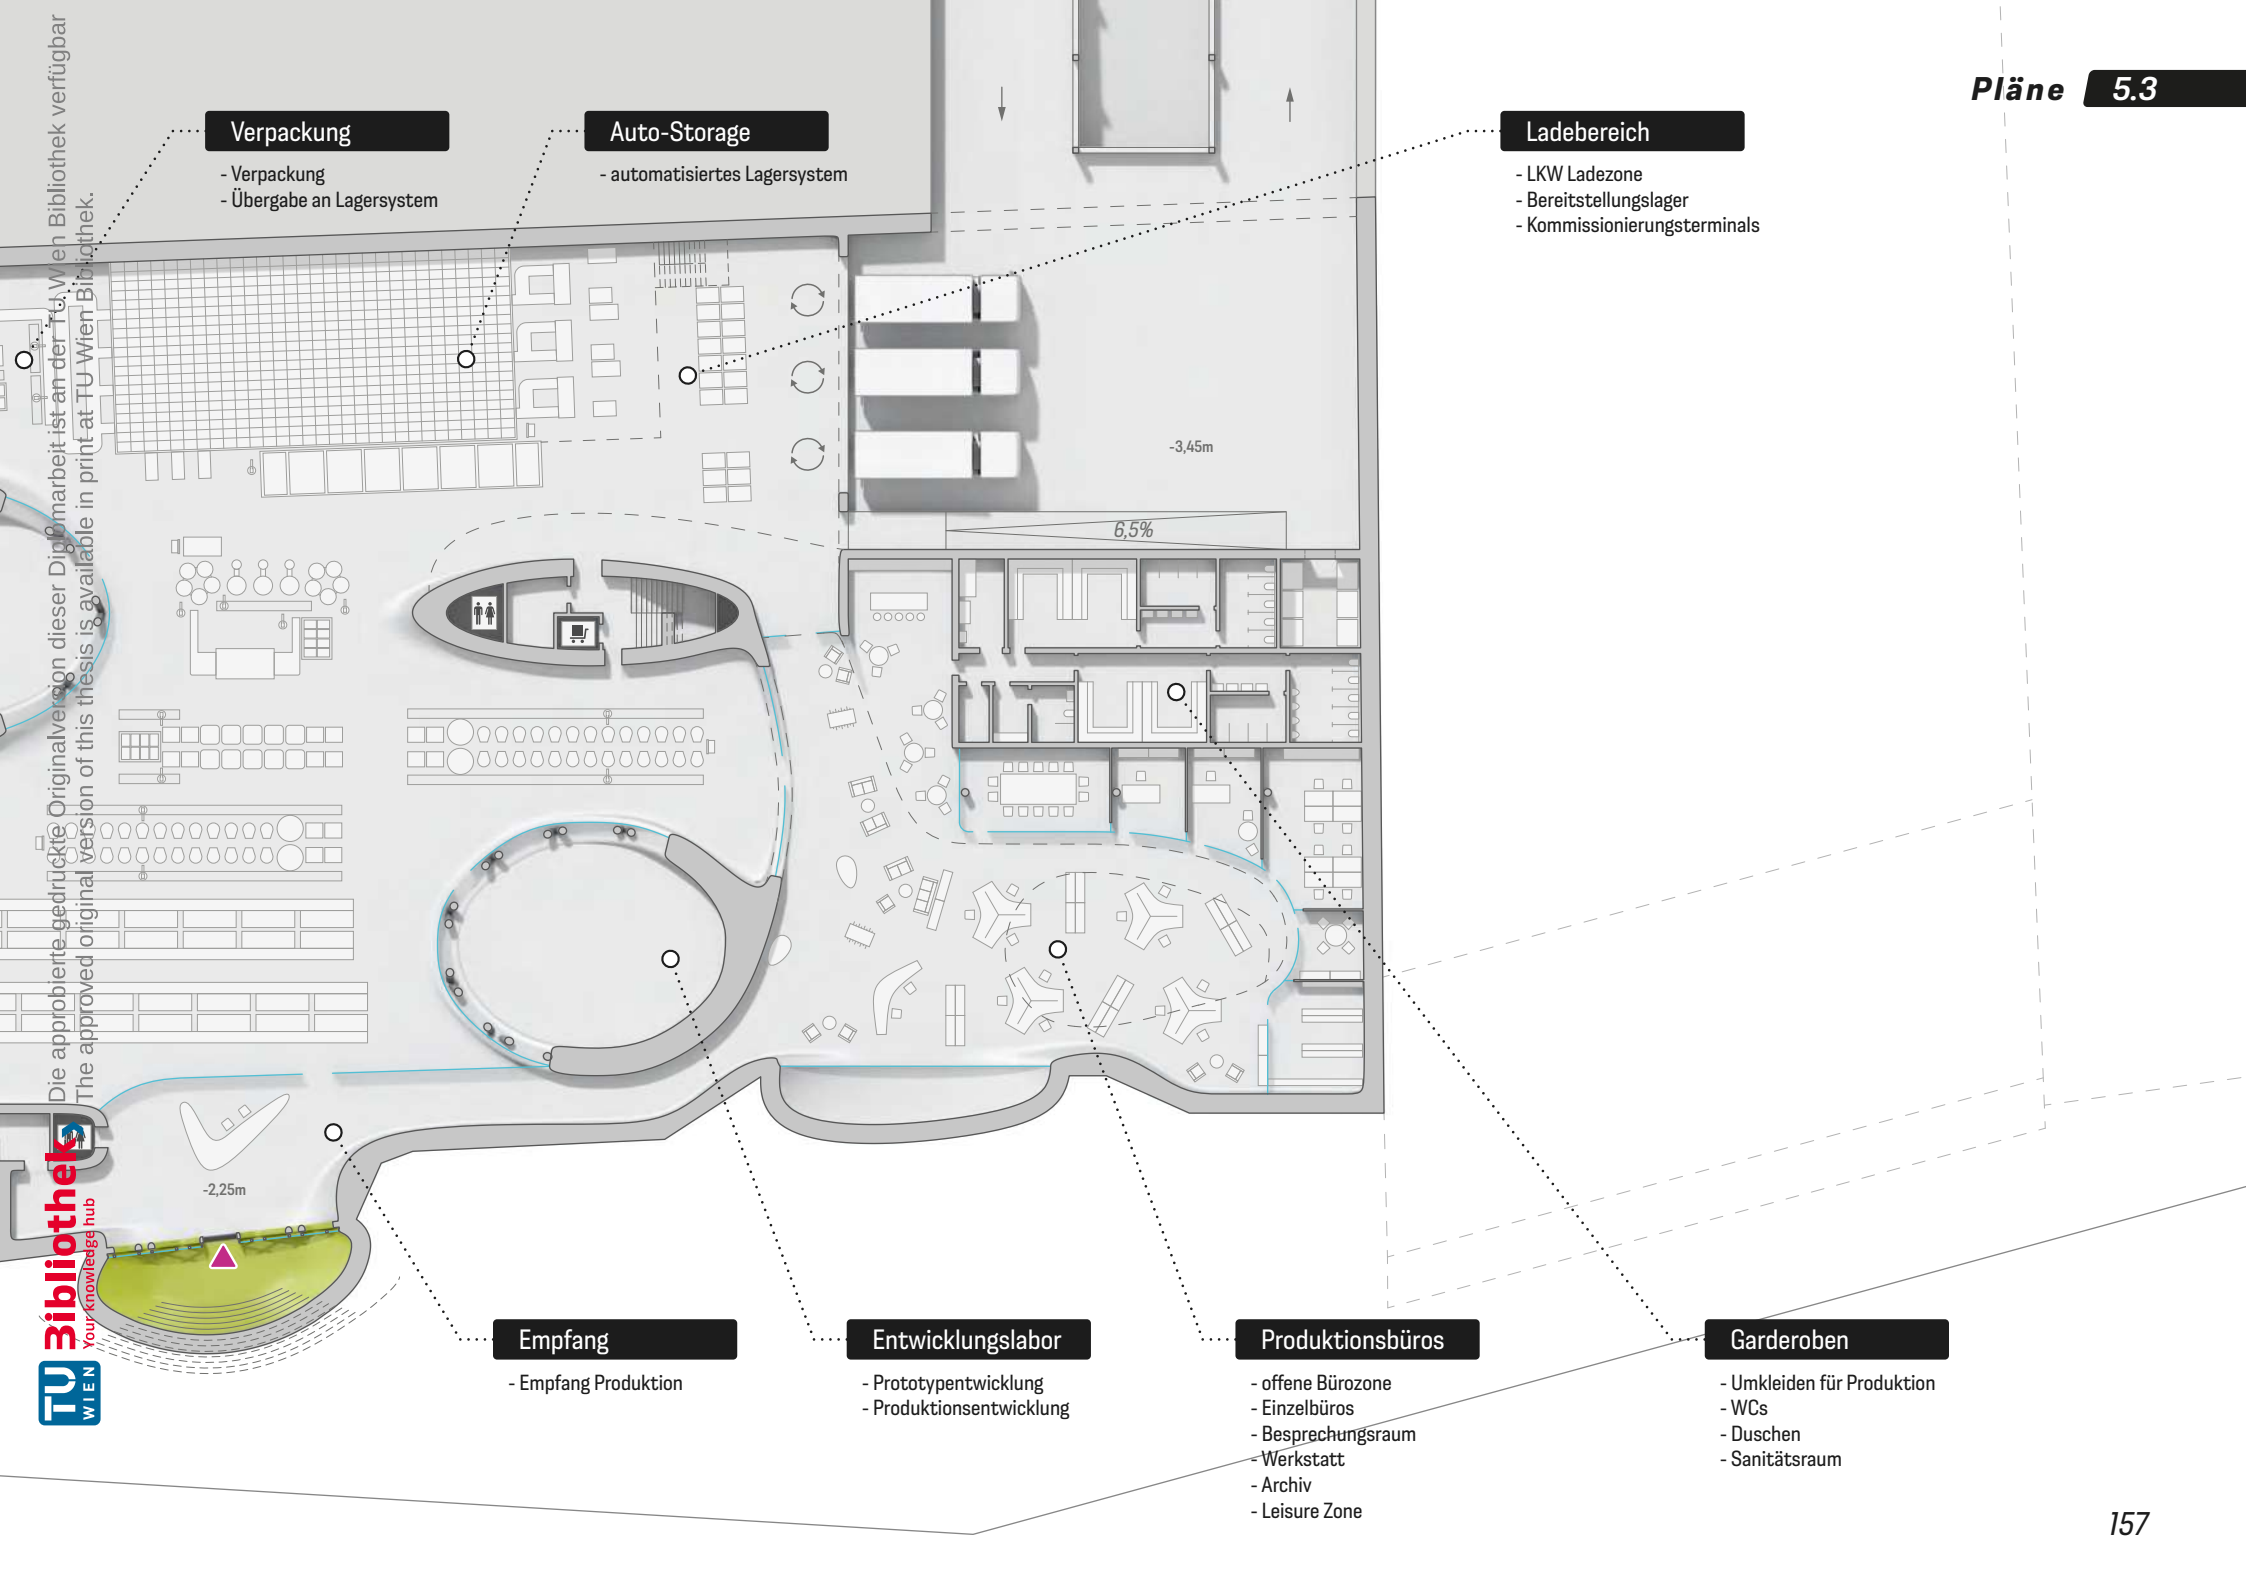 Pläne 5.3
Verpackung
- Verpackung
- Übergabe an Lagersystem
Auto-Storage
- automatisiertes Lagersystem
Ladebereich
- LKW Ladezone
- Bereitstellungslager
- Kommissionierungsterminals
-3,45m
6,5%
-2,25m
Empfang
- Empfang Produktion
Entwicklungslabor
- Prototypentwicklung
- Produktionsentwicklung
Produktionsbüros
- offene Bürozone
- Einzelbüros
- Besprechungsraum
- Werkstatt
- Archiv
- Leisure Zone
Garderoben
- Umkleiden für Produktion
- WCs
- Duschen
- Sanitätsraum
157
Die approbierte gedruckte Originalversion dieser Diplomarbeit ist an der TU Wien Bibliothek verfügbar
The approved original version of this thesis is available in print at TU Wien Bibliothek.
Bibliothek
Your knowledge hub
TU
WIEN